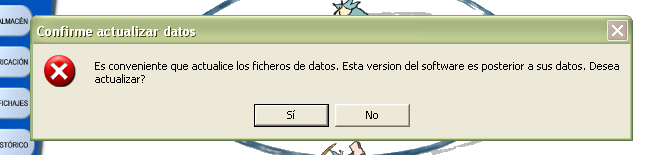 ALMACÉN
Confirme actualizar datos
RICACIÓN
Es conveniente que actualice los ficheros de datos. Esta version del software es posterior a sus datos. Desea
actualizar?
FICHAJES
Sí
No
STÓRICO